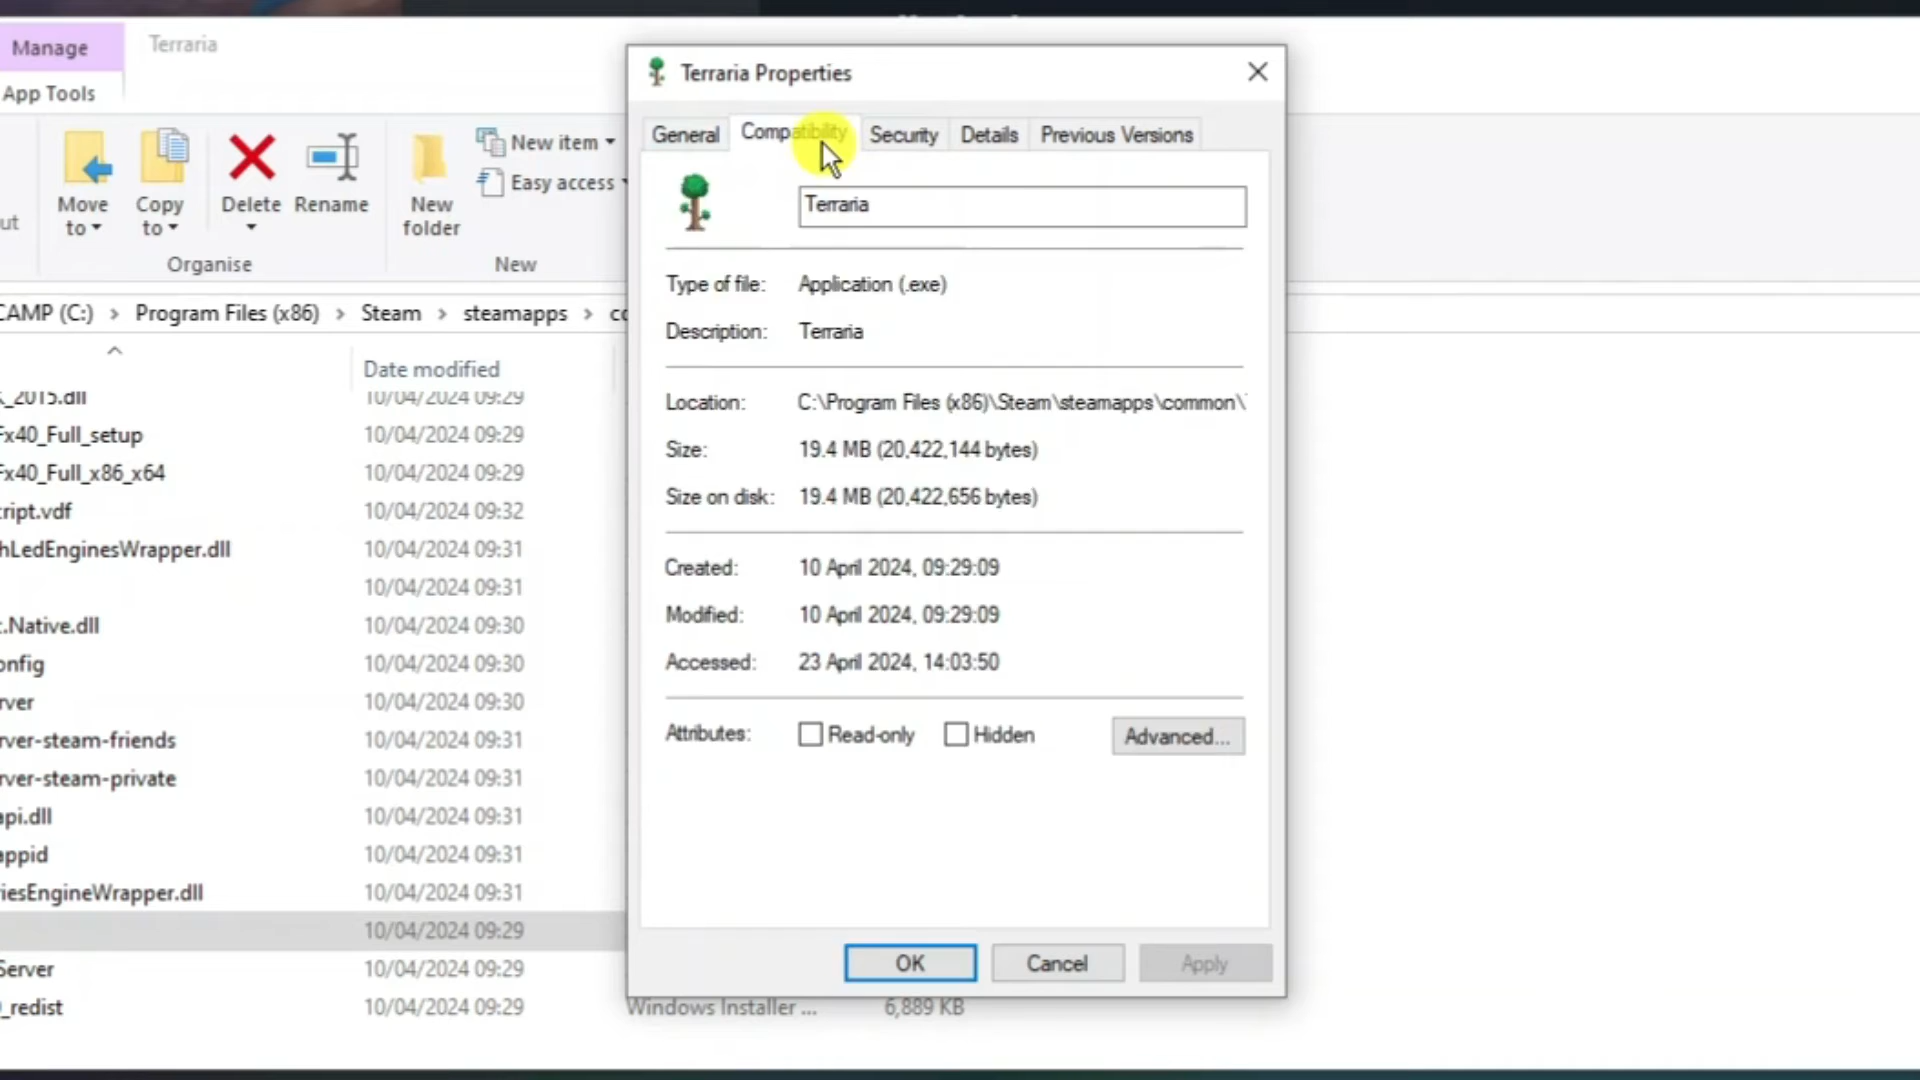 Manage
Terraria
App Tools
Move to
Copy to
Delete
Rename
New folder
New item
Easy access
Organise
New
CAMP (C:) > Program Files (x86) > Steam > steamapps >
Date modified
_2015.dll 10/04/2024 09:29
Fx40_Full_setup 10/04/2024 09:29
Fx40_Full_x86_x64 10/04/2024 09:29
ript.vdf 10/04/2024 09:32
hLedEnginesWrapper.dll 10/04/2024 09:31
10/04/2024 09:31
.Native.dll 10/04/2024 09:30
onfig 10/04/2024 09:30
rver 10/04/2024 09:30
rver-steam-friends 10/04/2024 09:31
rver-steam-private 10/04/2024 09:31
api.dll 10/04/2024 09:31
appid 10/04/2024 09:31
riesEngineWrapper.dll 10/04/2024 09:31
10/04/2024 09:29
Server 10/04/2024 09:29
_redist 10/04/2024 09:29 Windows Installer ... 6,889 KB
Terraria Properties
General Compatibility Security Details Previous Versions
Terraria
Type of file: Application (.exe)
Description: Terraria
Location: C:\Program Files (x86)\Steam\steamapps\common\
Size: 19.4 MB (20,422,144 bytes)
Size on disk: 19.4 MB (20,422,656 bytes)
Created: 10 April 2024, 09:29:09
Modified: 10 April 2024, 09:29:09
Accessed: 23 April 2024, 14:03:50
Attributes: Read-only Hidden Advanced...
OK Cancel Apply